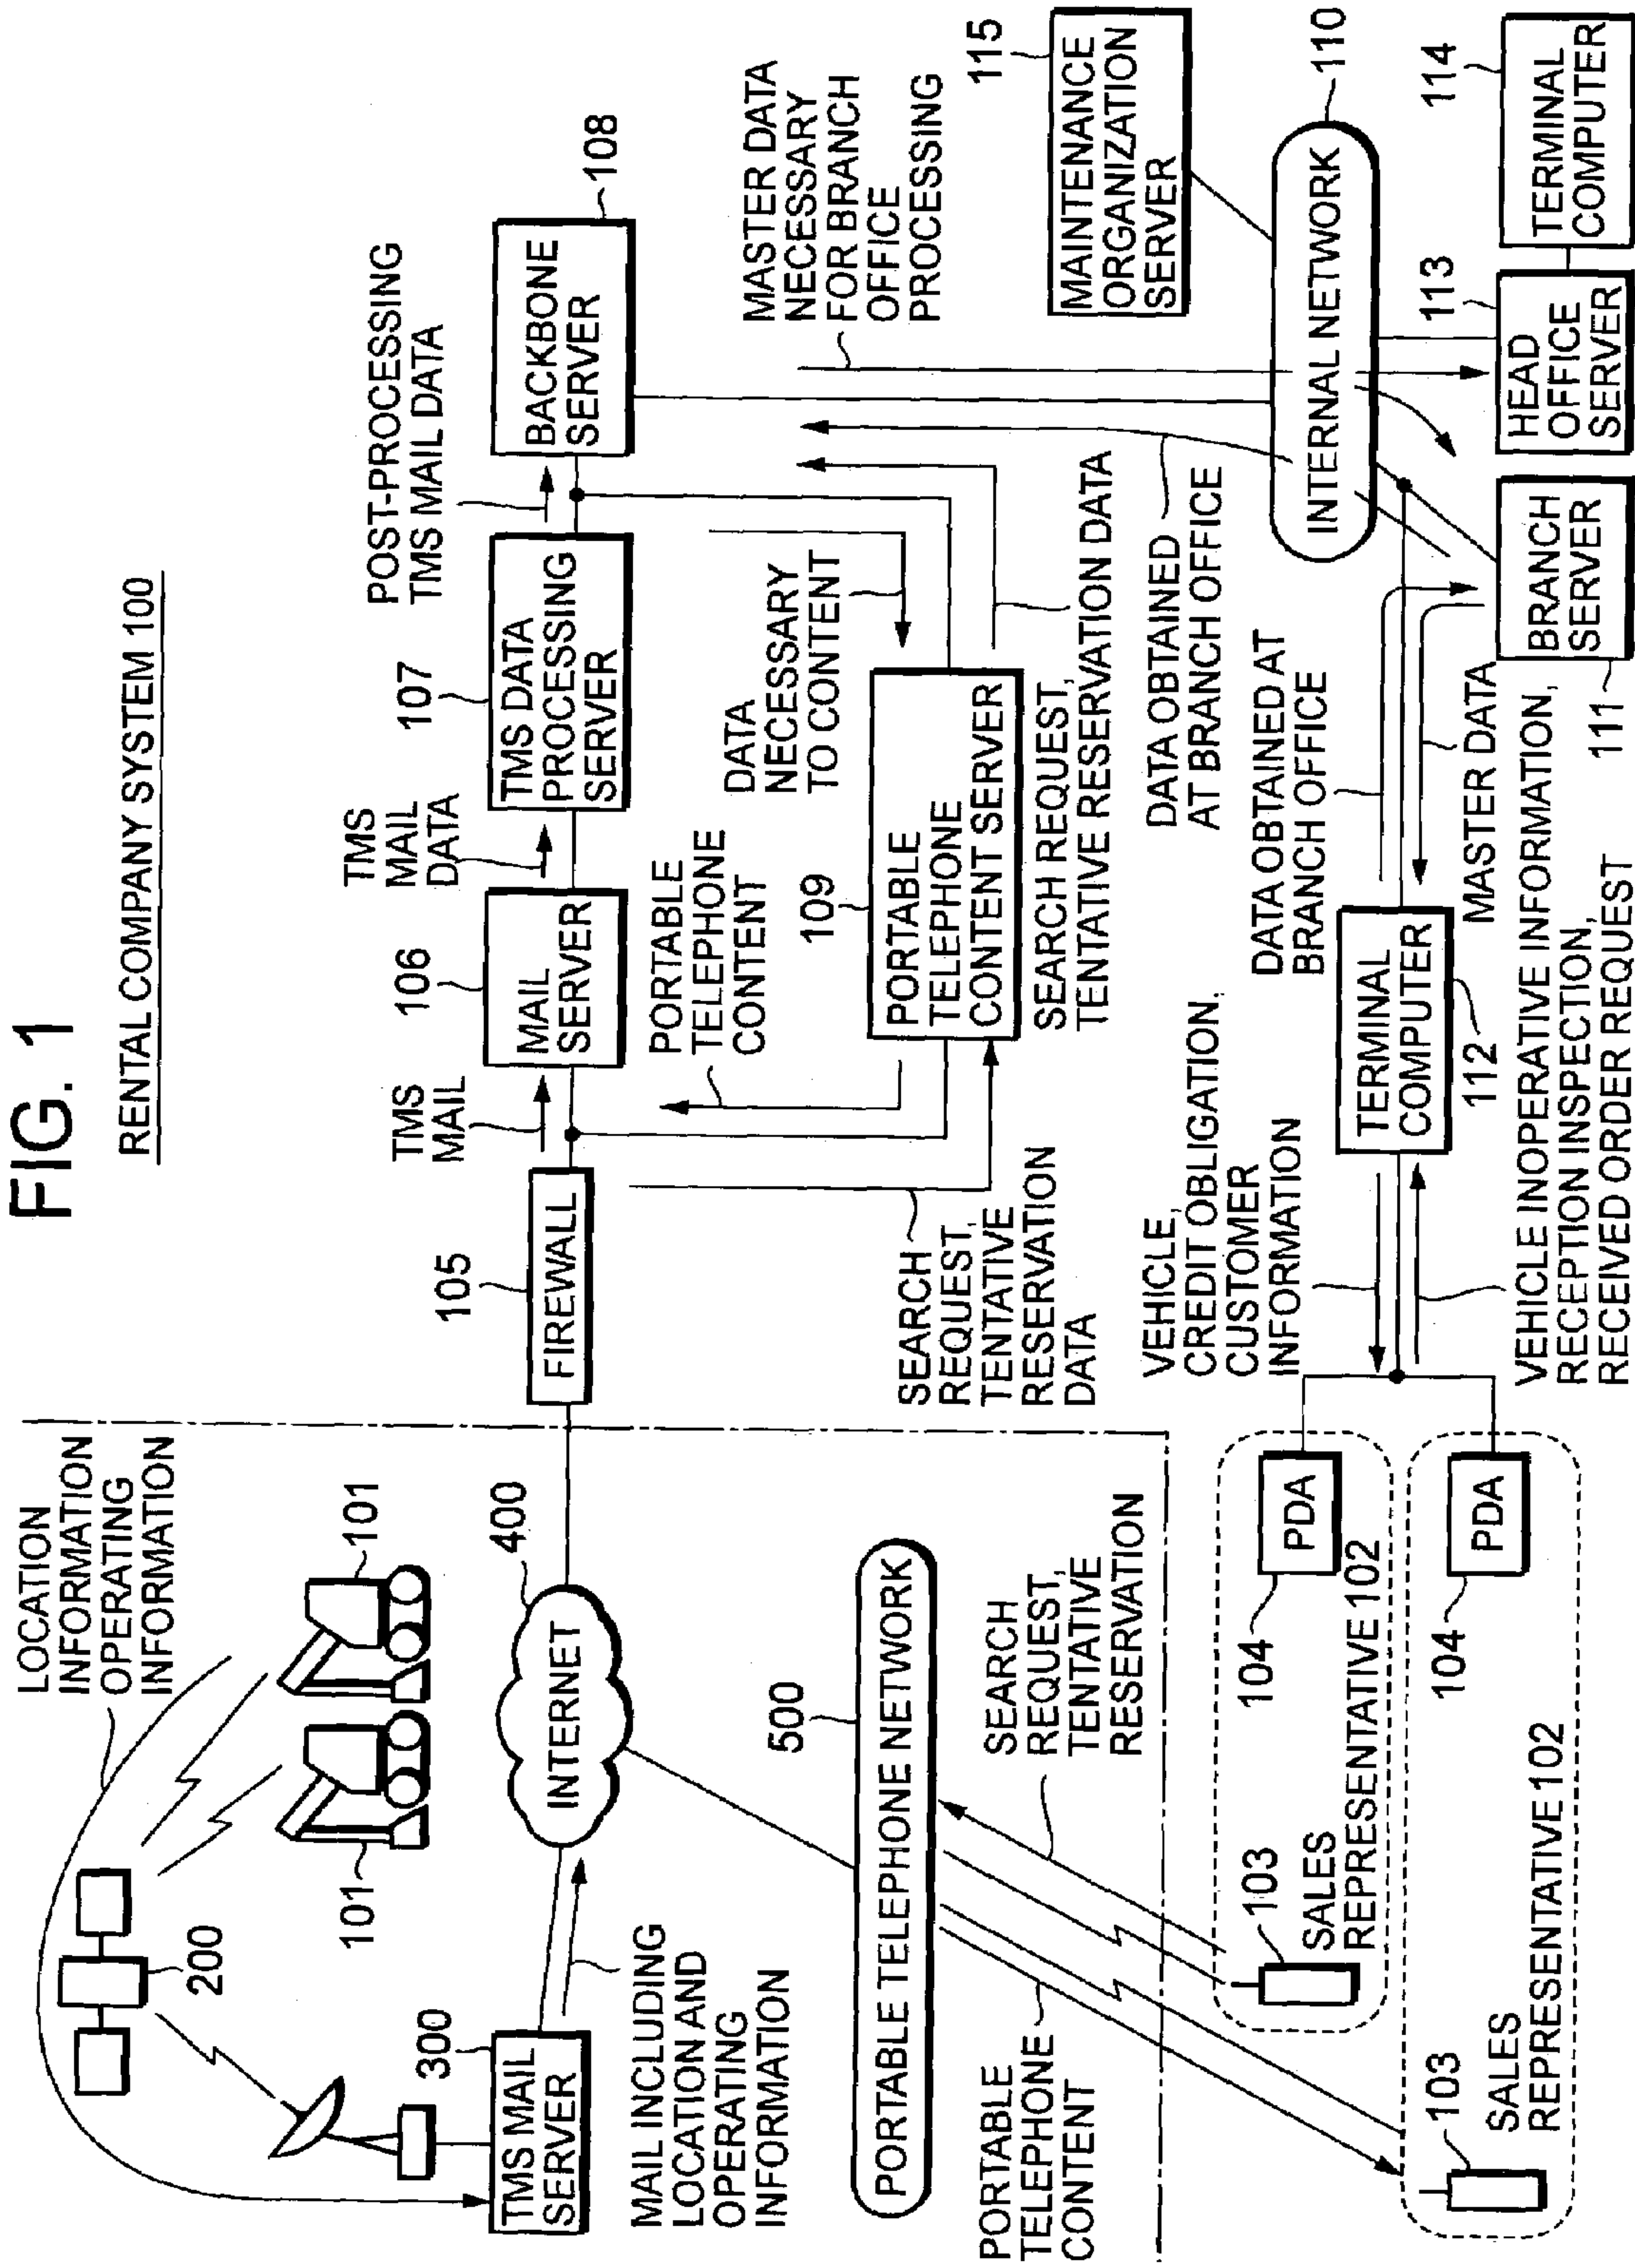 FIG. 1
RENTAL COMPANY SYSTEM 100
LOCATION
INFORMATION
OPERATING
INFORMATION
200
101
101
300
TMS MAIL
SERVER
MAIL INCLUDING
LOCATION AND
OPERATING
INFORMATION
400
INTERNET
105
FIREWALL
TMS
MAIL
106
MAIL
SERVER
TMS
MAIL
DATA
107
TMS DATA
PROCESSING
SERVER
POST-PROCESSING
TMS MAIL DATA
BACKBONE
SERVER
108
PORTABLE
TELEPHONE
CONTENT
DATA
NECESSARY
TO CONTENT
MASTER DATA
NECESSARY
FOR BRANCH
OFFICE
PROCESSING
109
PORTABLE
TELEPHONE
CONTENT SERVER
SEARCH
REQUEST,
TENTATIVE
RESERVATION
DATA
SEARCH REQUEST,
TENTATIVE RESERVATION DATA
500
PORTABLE TELEPHONE NETWORK
PORTABLE
TELEPHONE
CONTENT
SEARCH
REQUEST,
TENTATIVE
RESERVATION
115
MAINTENANCE
ORGANIZATION
SERVER
DATA OBTAINED
AT BRANCH OFFICE
INTERNAL NETWORK
110
VEHICLE,
CREDIT OBLIGATION,
CUSTOMER
INFORMATION
DATA OBTAINED AT
BRANCH OFFICE
TERMINAL
COMPUTER
112
MASTER DATA
103
SALES
REPRESENTATIVE 102
104
PDA
103
SALES
REPRESENTATIVE 102
104
PDA
VEHICLE INOPERATIVE INFORMATION,
RECEPTION INSPECTION,
RECEIVED ORDER REQUEST
111
BRANCH
SERVER
113
HEAD
OFFICE
SERVER
114
TERMINAL
COMPUTER